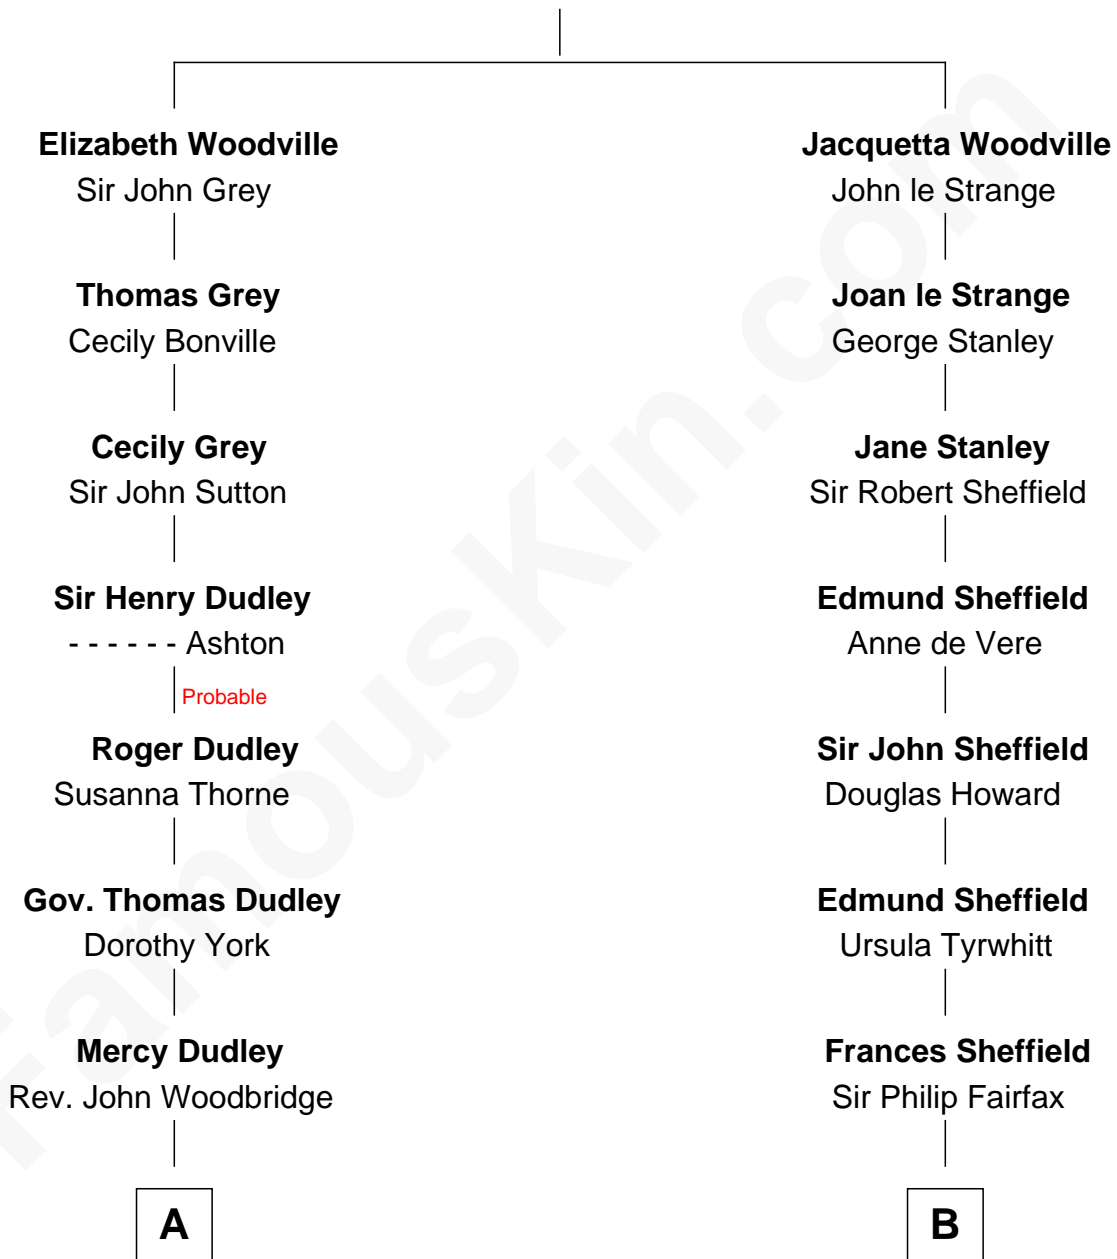 Elizabeth Woodville
Sir John Grey
Thomas Grey
Cecily Bonville
Cecily Grey
Sir John Sutton
Sir Henry Dudley
- - - - - - Ashton
Probable
Roger Dudley
Susanna Thorne
Gov. Thomas Dudley
Dorothy York
Mercy Dudley
Rev. John Woodbridge
A
Jacquetta Woodville
John le Strange
Joan le Strange
George Stanley
Jane Stanley
Sir Robert Sheffield
Edmund Sheffield
Anne de Vere
Sir John Sheffield
Douglas Howard
Edmund Sheffield
Ursula Tyrwhitt
Frances Sheffield
Sir Philip Fairfax
B
FamousKin.com